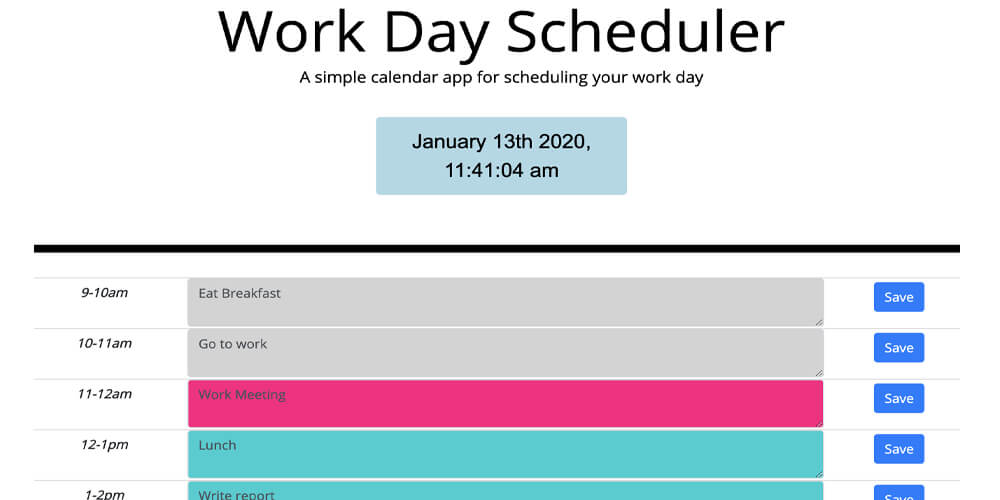 Work Day Scheduler
A simple calendar app for scheduling your work day
January 13th 2020,
11:41:04 am
9-10am Eat Breakfast Save
10-11am Go to work Save
11-12am Work Meeting Save
12-1pm Lunch Save
1-2pm Write report Save